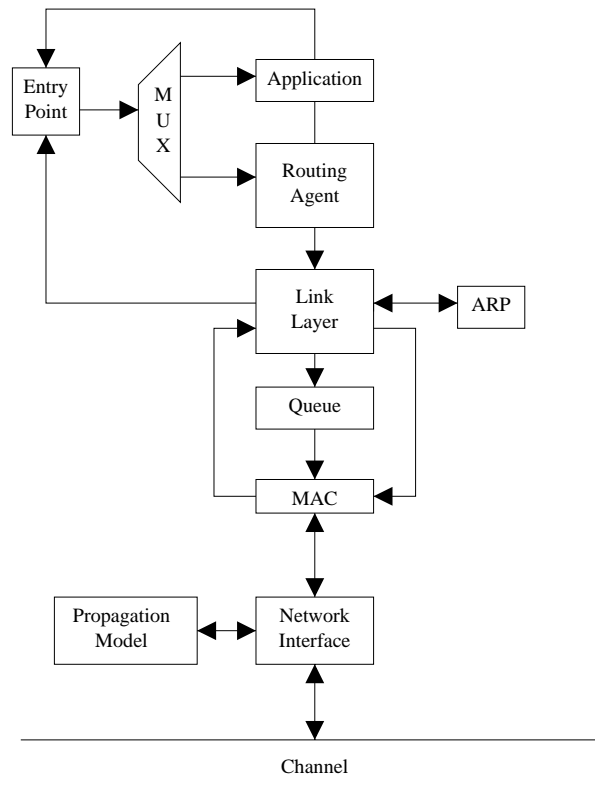 Entry
Point
M
U
X
Application
Routing
Agent
Link
Layer
ARP
Queue
MAC
Propagation
Model
Network
Interface
Channel